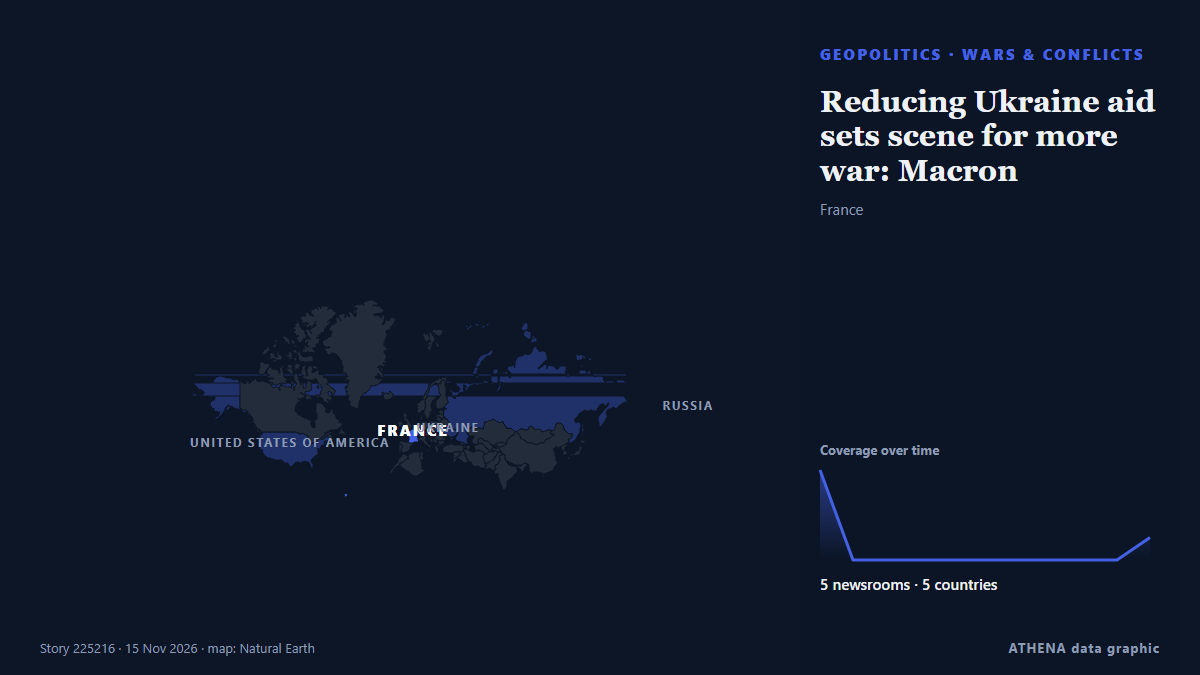 GEOPOLITICS · WARS & CONFLICTS
Reducing Ukraine aid
sets scene for more
war: Macron
France
RUSSIA
UKRAINE
FRANCE
UNITED STATES OF AMERICA
Coverage over time
5 newsrooms · 5 countries
Story 225216 · 15 Nov 2026 · map: Natural Earth
ATHENA data graphic